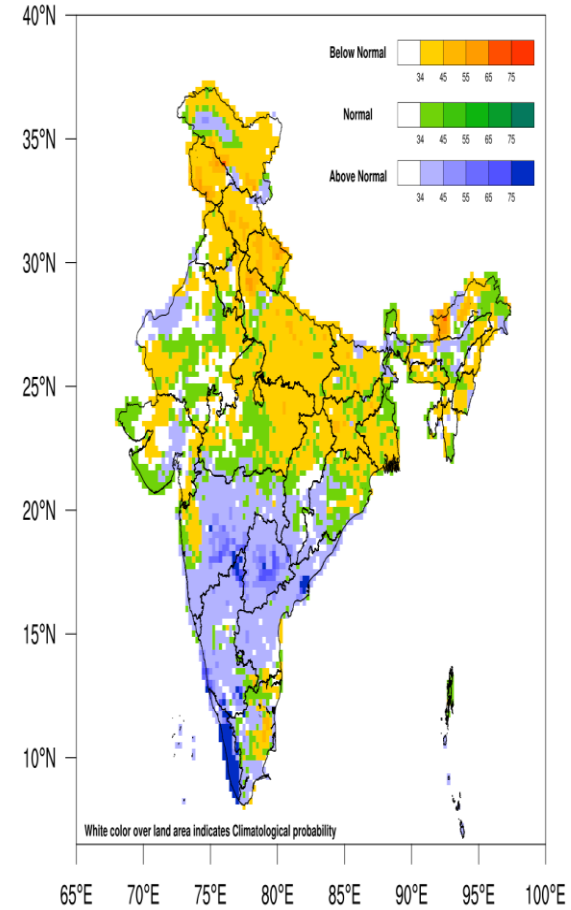 40°N
Below Normal
34 45 55 65 75
Normal
34 45 55 65 75
35°N
Above Normal
34 45 55 65 75
30°N
25°N
20°N
15°N
10°N
White color over land area indicates Climatological probability
65°E 70°E 75°E 80°E 85°E 90°E 95°E 100°E